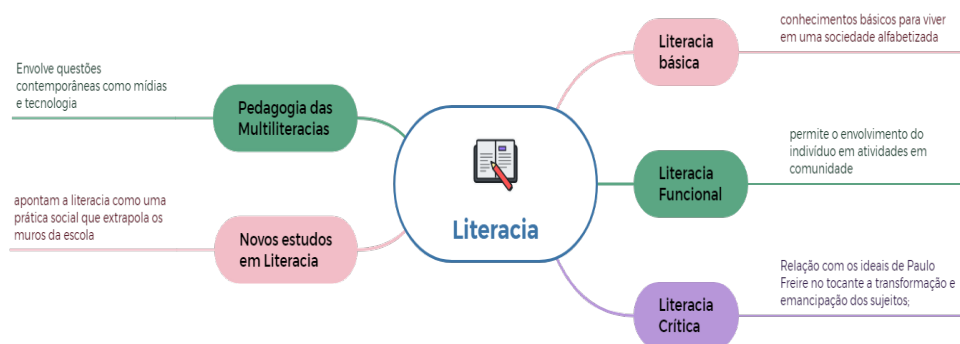 Literacia
Pedagogia das
Multiliteracias
Envolve questões
contemporâneas como mídias
e tecnologia
Novos estudos
em Literacia
apontam a literacia como uma
prática social que extrapola os
muros da escola
Literacia
básica
conhecimentos básicos para viver
em uma sociedade alfabetizada
Literacia
Funcional
permite o envolvimento do
indivíduo em atividades em
comunidade
Literacia
Crítica
Relação com os ideais de Paulo
Freire no tocante a transformação e
emancipação dos sujeitos;